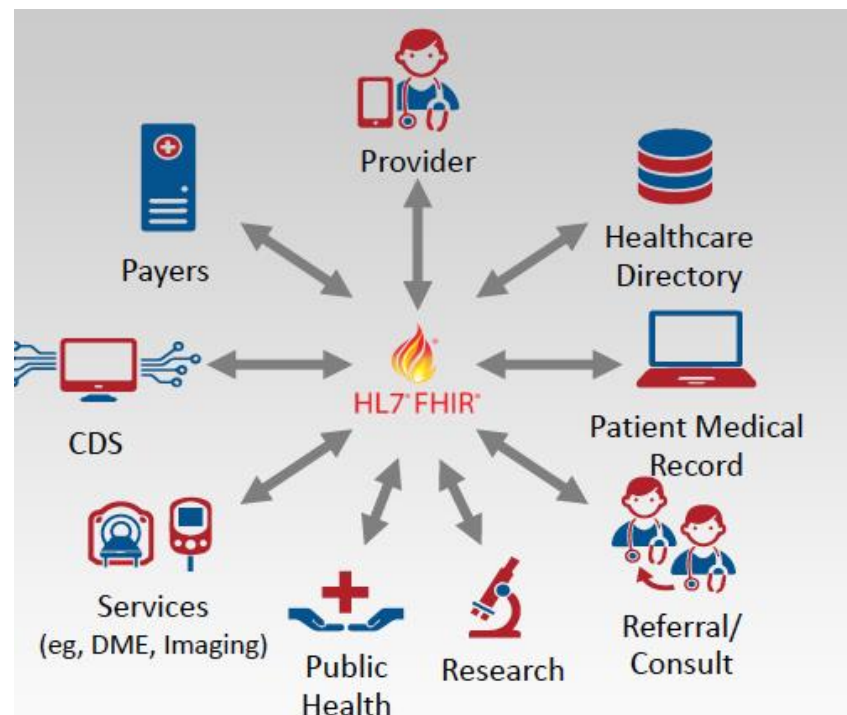 Provider
Payers
Healthcare
Directory
HL7® FHIR®
CDS
Patient Medical
Record
Services
(eg, DME, Imaging)
Public
Health
Research
Referral/
Consult